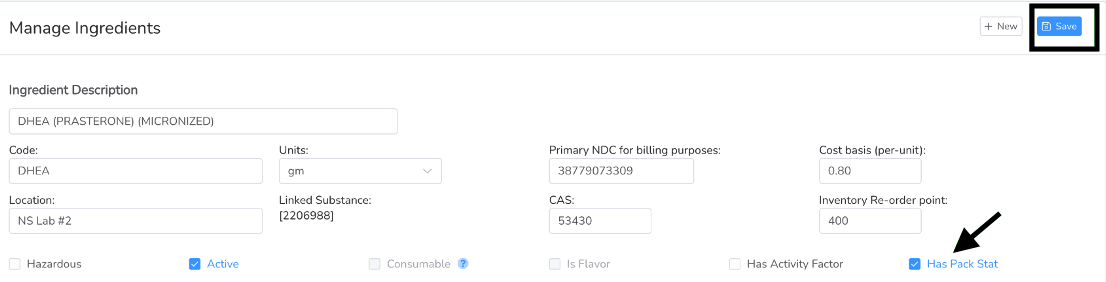 Manage Ingredients
+ New
Save
Ingredient Description
DHEA (PRASTERONE) (MICRONIZED)
Code: Units: Primary NDC for billing purposes: Cost basis (per-unit):
DHEA gm 38779073309 0.80
Location: Linked Substance: CAS: Inventory Re-order point:
NS Lab #2 [2206988] 53430 400
Hazardous Active Consumable ? Is Flavor Has Activity Factor Has Pack Stat